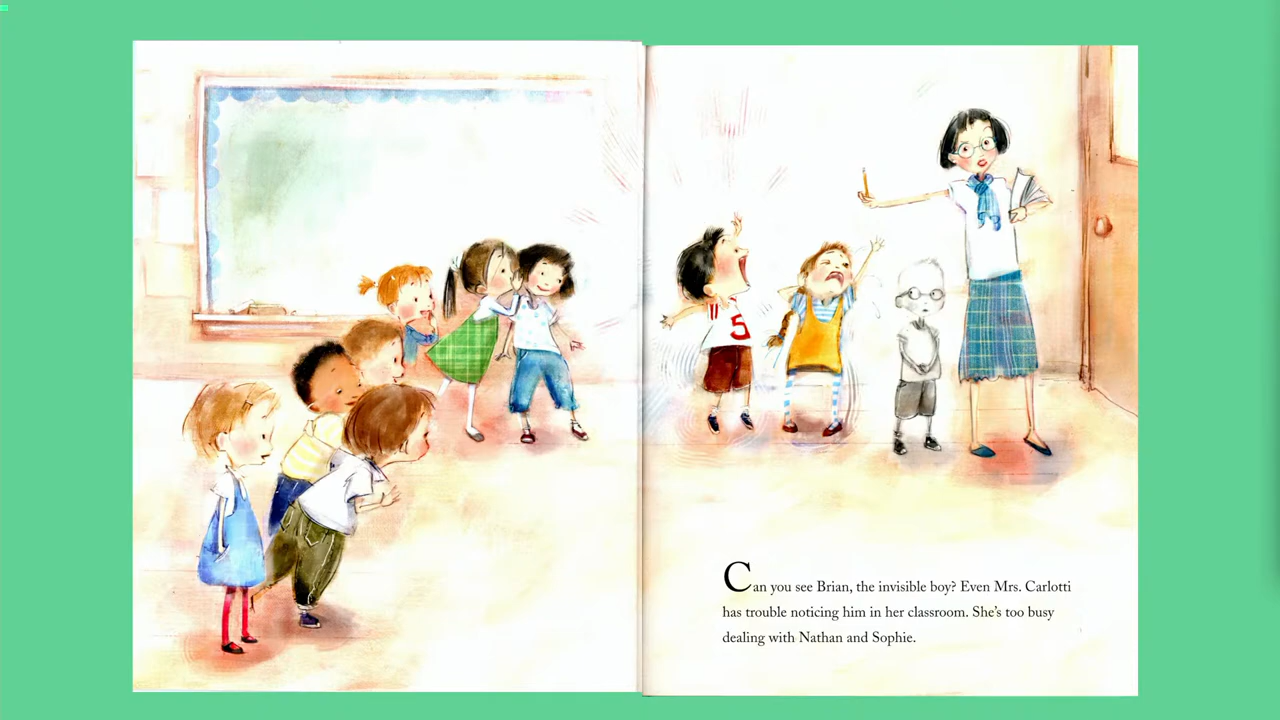 5
Can you see Brian, the invisible boy? Even Mrs. Carlotti
has trouble noticing him in her classroom. She's too busy
dealing with Nathan and Sophie.